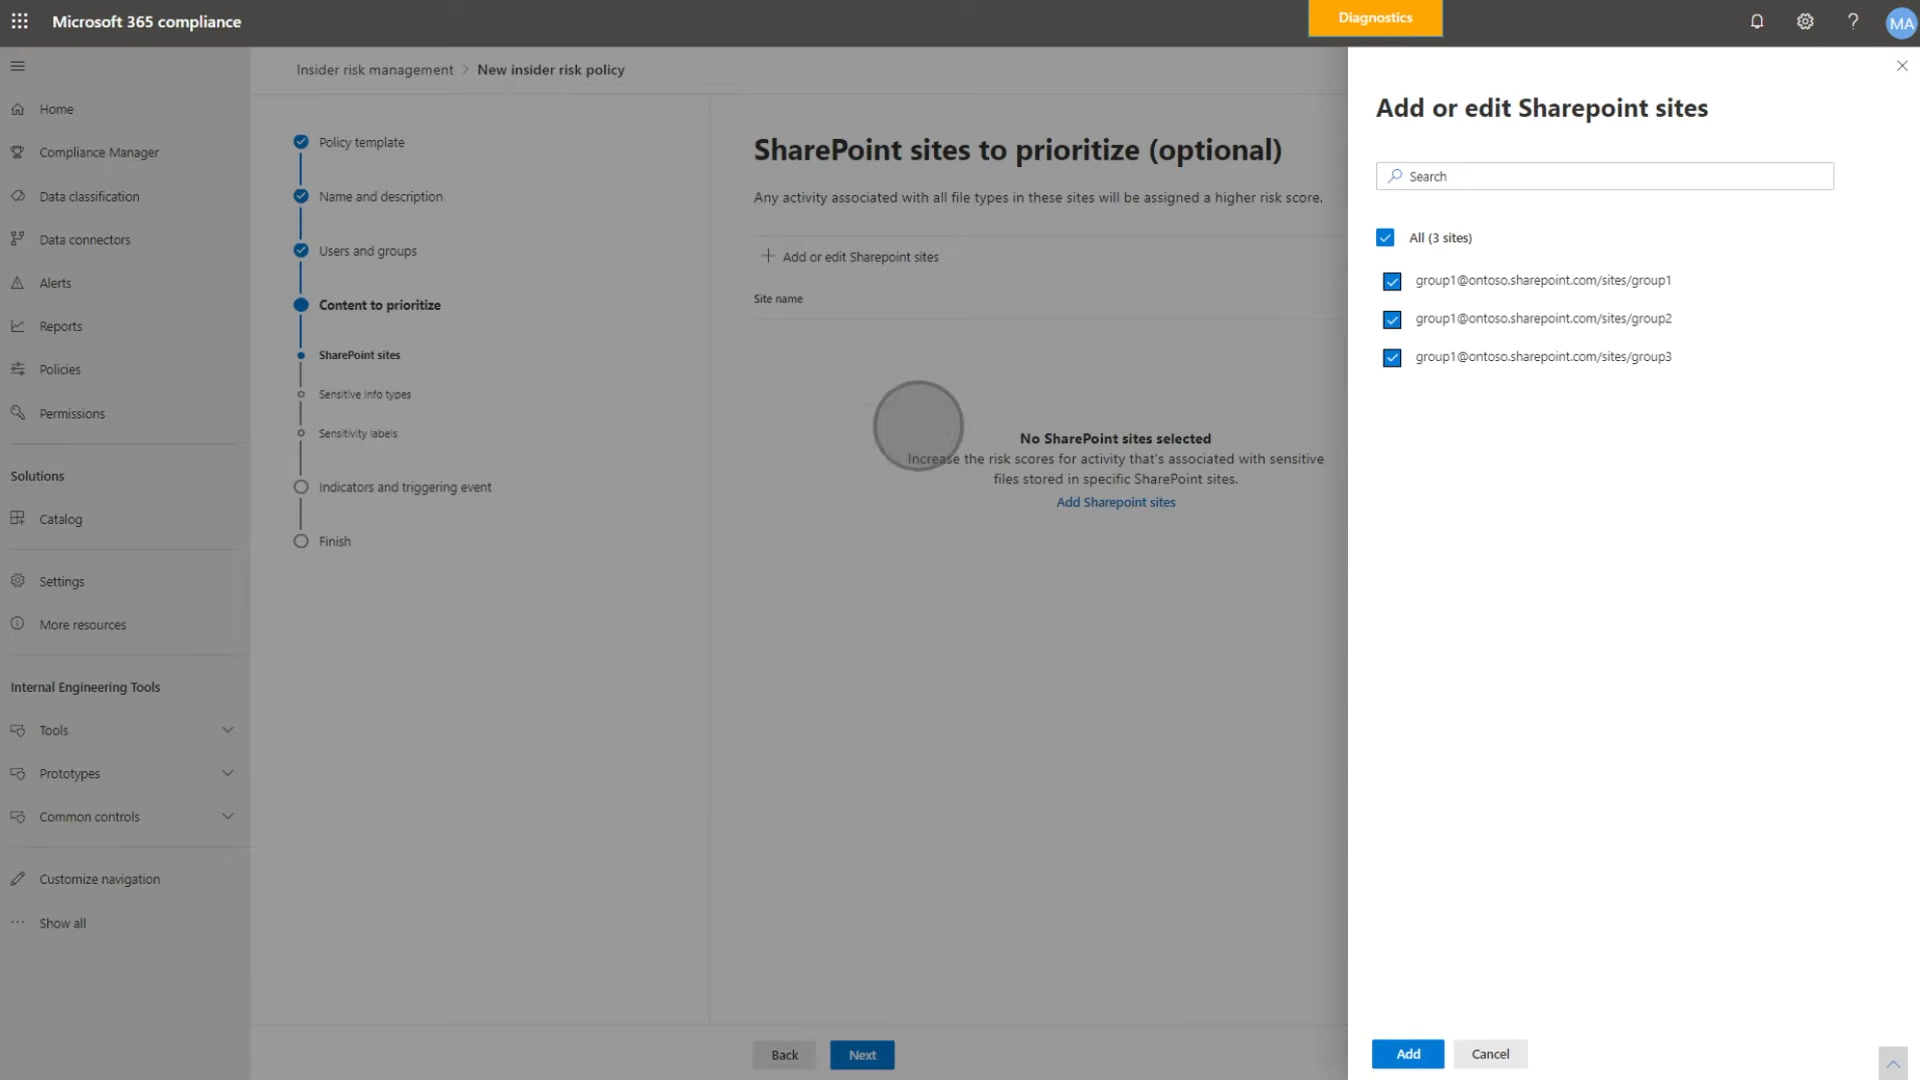 Microsoft 365 compliance
Diagnostics
MA
Home
Compliance Manager
Data classification
Data connectors
Alerts
Reports
Policies
Permissions
Solutions
Catalog
Settings
More resources
Internal Engineering Tools
Tools
Prototypes
Common controls
Customize navigation
Show all
Insider risk management > New insider risk policy
Policy template
Name and description
Users and groups
Content to prioritize
SharePoint sites
Sensitive info types
Sensitivity labels
Indicators and triggering event
Finish
SharePoint sites to prioritize (optional)
Any activity associated with all file types in these sites will be assigned a higher risk score.
Add or edit Sharepoint sites
Site name
No SharePoint sites selected
Increase the risk scores for activity that's associated with sensitive
files stored in specific SharePoint sites.
Add Sharepoint sites
Back
Next
Add or edit Sharepoint sites
Search
All (3 sites)
group1@ontoso.sharepoint.com/sites/group1
group1@ontoso.sharepoint.com/sites/group2
group1@ontoso.sharepoint.com/sites/group3
Add
Cancel